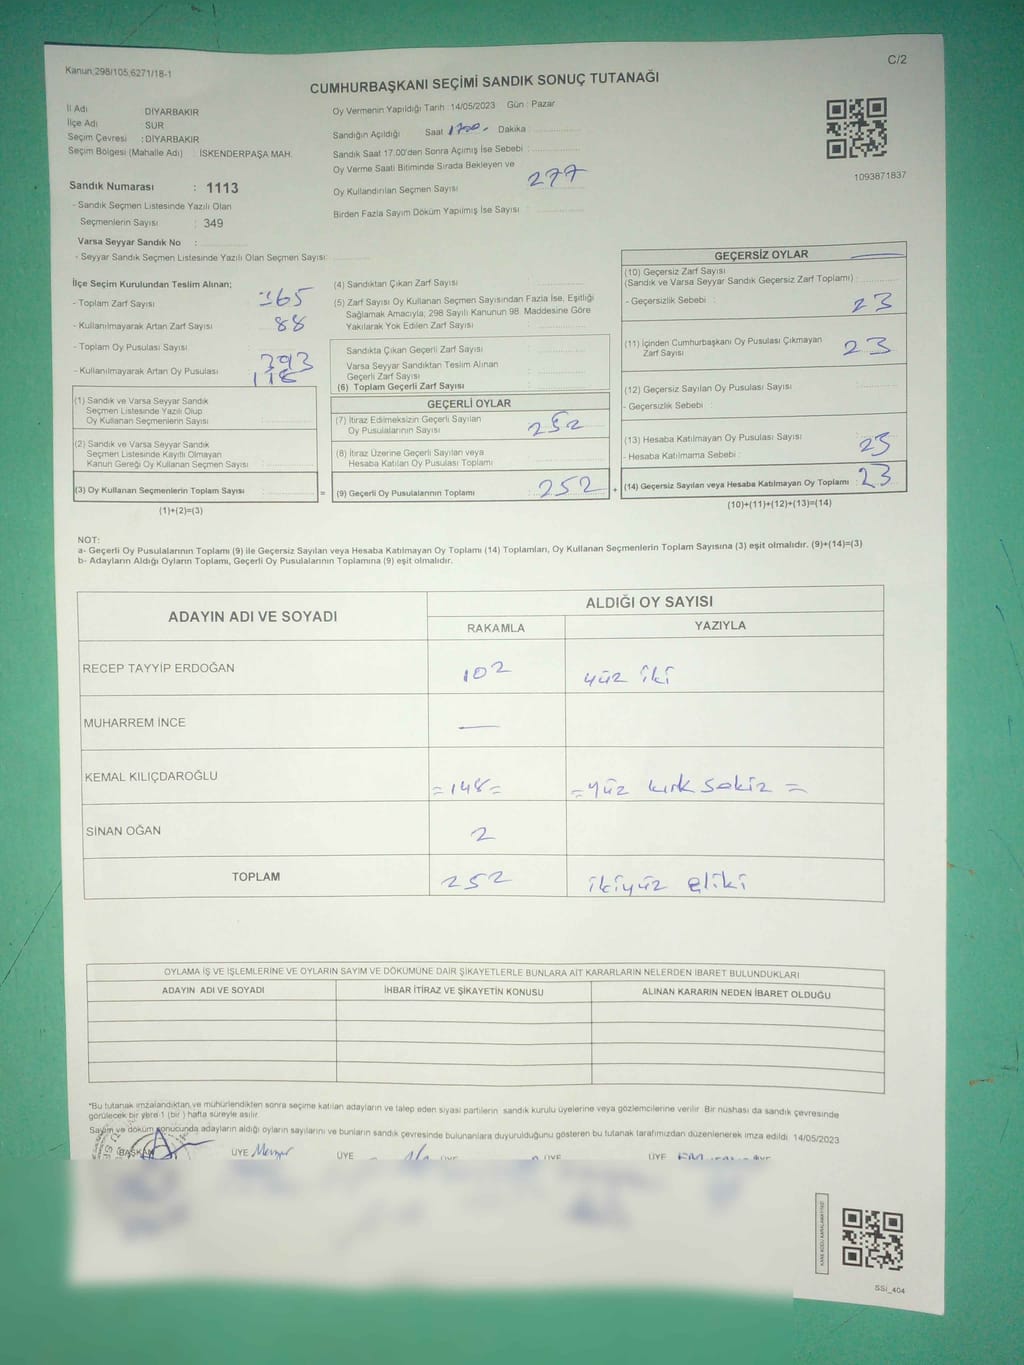 Kanun;298/105,6271/18-1
C/2
CUMHURBAŞKANI SEÇİMİ SANDIK SONUÇ TUTANAĞI
İl Adı DİYARBAKIR
İlçe Adı SUR
Seçim Çevresi : DİYARBAKIR
Seçim Bölgesi (Mahalle Adı) : İSKENDERPAŞA MAH.
Sandık Numarası : 1113
- Sandık Seçmen Listesinde Yazılı Olan
Seçmenlerin Sayısı : 349
Varsa Seyyar Sandık No :
- Seyyar Sandık Seçmen Listesinde Yazılı Olan Seçmen Sayısı:
Oy Vermenin Yapıldığı Tarih : 14/05/2023 Gün : Pazar
Sandığın Açıldığı Saat 1700 Dakika
Sandık Saat 17.00'den Sonra Açımış İse Sebebi :
Oy Verme Saati Bitiminde Sırada Bekleyen ve
Oy Kullandırılan Seçmen Sayısı 277
Birden Fazla Sayım Döküm Yapılmış İse Sayısı :
1093871837
İlçe Seçim Kurulundan Teslim Alınan;
- Toplam Zarf Sayısı
- Kullanılmayarak Artan Zarf Sayısı 88
- Toplam Oy Pusulası Sayısı
393
- Kullanılmayarak Artan Oy Pusulası
(1) Sandık ve Varsa Seyyar Sandık
Seçmen Listesinde Yazılı Olup
Oy Kullanan Seçmenlerin Sayısı
(2) Sandık ve Varsa Seyyar Sandık
Seçmen Listesinde Kayıtlı Olmayan
Kanun Gereği Oy Kullanan Seçmen Sayısı
(3) Oy Kullanan Seçmenlerin Toplam Sayısı : =
(1)+(2)=(3)
(4) Sandıktan Çıkan Zarf Sayısı
(5) Zarf Sayısı Oy Kullanan Seçmen Sayısından Fazla İse, Eşitliği
Sağlamak Amacıyla; 298 Sayılı Kanunun 98. Maddesine Göre
Yakılarak Yok Edilen Zarf Sayısı
Sandıkta Çıkan Geçerli Zarf Sayısı
Varsa Seyyar Sandıktan Teslim Alınan
Geçerli Zarf Sayısı
(6) Toplam Geçerli Zarf Sayısı
GEÇERLİ OYLAR
(7) İtiraz Edilmeksizin Geçerli Sayılan
Oy Pusulalarının Sayısı 252
(8) İtiraz Üzerine Geçerli Sayılan veya
Hesaba Katılan Oy Pusulası Toplamı
(9) Geçerli Oy Pusulalarının Toplamı 252 +
GEÇERSİZ OYLAR
(10) Geçersiz Zarf Sayısı
(Sandık ve Varsa Seyyar Sandık Geçersiz Zarf Toplamı) :
- Geçersizlik Sebebi : 23
(11) İçinden Cumhurbaşkanı Oy Pusulası Çıkmayan
Zarf Sayısı 23
(12) Geçersiz Sayılan Oy Pusulası Sayısı
- Geçersizlik Sebebi :
(13) Hesaba Katılmayan Oy Pusulası Sayısı
- Hesaba Katılmama Sebebi : 23
(14) Geçersiz Sayılan veya Hesaba Katılmayan Oy Toplamı : 23
(10)+(11)+(12)+(13)=(14)
NOT:
a- Geçerli Oy Pusulalarının Toplamı (9) ile Geçersiz Sayılan veya Hesaba Katılmayan Oy Toplamı (14) Toplamları, Oy Kullanan Seçmenlerin Toplam Sayısına (3) eşit olmalıdır. (9)+(14)=(3)
b- Adayların Aldığı Oyların Toplamı, Geçerli Oy Pusulalarının Toplamına (9) eşit olmalıdır.
ADAYIN ADI VE SOYADI ALDIĞI OY SAYISI
RAKAMLA YAZIYLA
RECEP TAYYİP ERDOĞAN 102 yüz iki
MUHARREM İNCE —
KEMAL KILIÇDAROĞLU =148= =yüz kırk sekiz =
SİNAN OĞAN 2
TOPLAM 252 ikiyüz eliki
OYLAMA İŞ VE İŞLEMLERİNE VE OYLARIN SAYIM VE DÖKÜMÜNE DAİR ŞİKAYETLERLE BUNLARA AİT KARARLARIN NELERDEN İBARET BULUNDUKLARI
ADAYIN ADI VE SOYADI İHBAR İTİRAZ VE ŞİKAYETİN KONUSU ALINAN KARARIN NEDEN İBARET OLDUĞU
*Bu tutanak imzalandıktan ve mühürlendikten sonra seçime katılan adayların ve talep eden siyasi partilerin sandık kurulu üyelerine veya gözlemcilerine verilir. Bir nüshası da sandık çevresinde
görülecek bir yere 1 (bir ) hafta süreyle asılır.
Sayım ve döküm sonucunda adayların aldığı oyların sayılarını ve bunların sandık çevresinde bulunanlara duyurulduğunu gösteren bu tutanak tarafımızdan düzenlenerek imza edildi. 14/05/2023
BAŞKAN ÜYE ÜYE ÜYE ÜYE ÜYE ÜYE
SSi_404